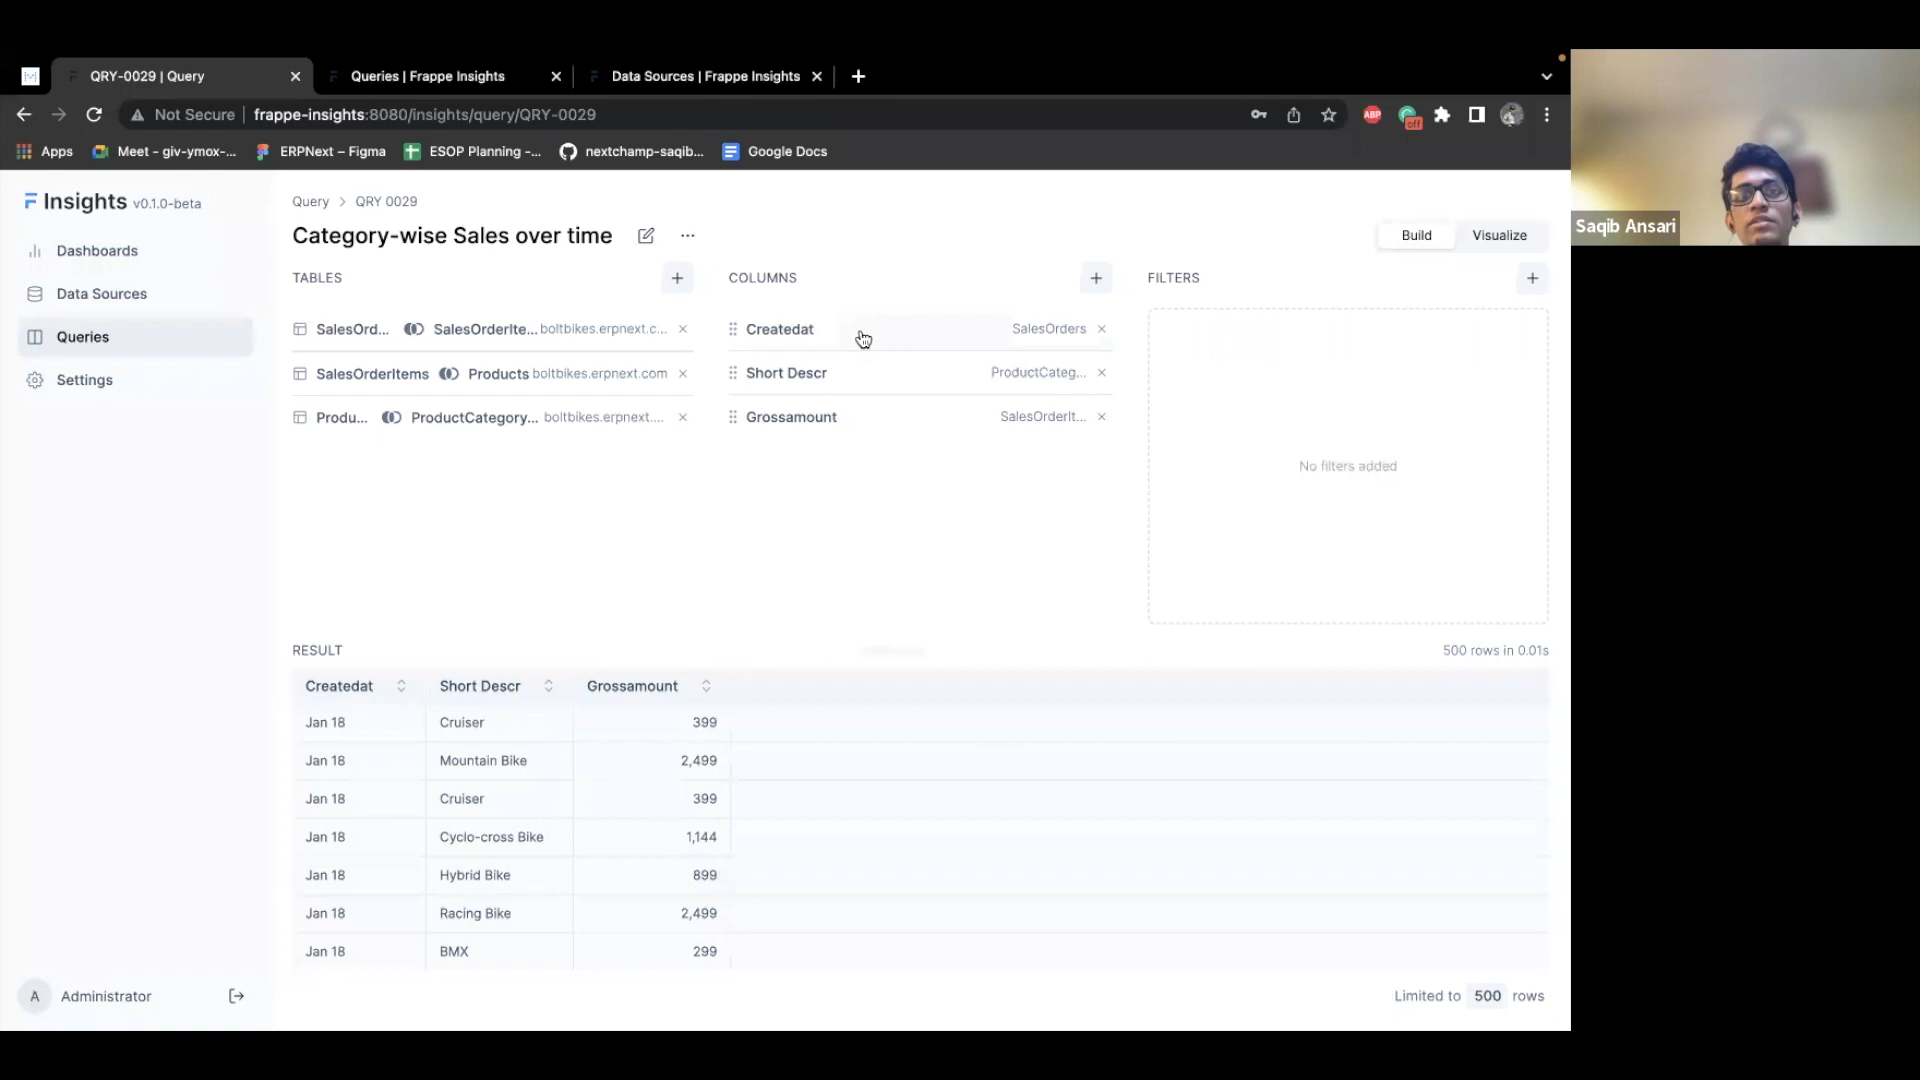 QRY-0029 | Query
Queries | Frappe Insights
Data Sources | Frappe Insights
Not Secure
frappe-insights:8080/insights/query/QRY-0029
ABP
off
Apps
Meet - giv-ymox-...
ERPNext – Figma
ESOP Planning -...
nextchamp-saqib...
Google Docs
Saqib Ansari
Insights v0.1.0-beta
Dashboards
Data Sources
Queries
Settings
Query > QRY 0029
Category-wise Sales over time
Build
Visualize
TABLES
SalesOrd... SalesOrderIte... boltbikes.erpnext.c...
SalesOrderItems Products boltbikes.erpnext.com
Produ... ProductCategory... boltbikes.erpnext....
COLUMNS
Createdat SalesOrders
Short Descr ProductCateg...
Grossamount SalesOrderIt...
FILTERS
No filters added
RESULT
500 rows in 0.01s
Createdat Short Descr Grossamount
Jan 18 Cruiser 399
Jan 18 Mountain Bike 2,499
Jan 18 Cruiser 399
Jan 18 Cyclo-cross Bike 1,144
Jan 18 Hybrid Bike 899
Jan 18 Racing Bike 2,499
Jan 18 BMX 299
A Administrator
Limited to 500 rows